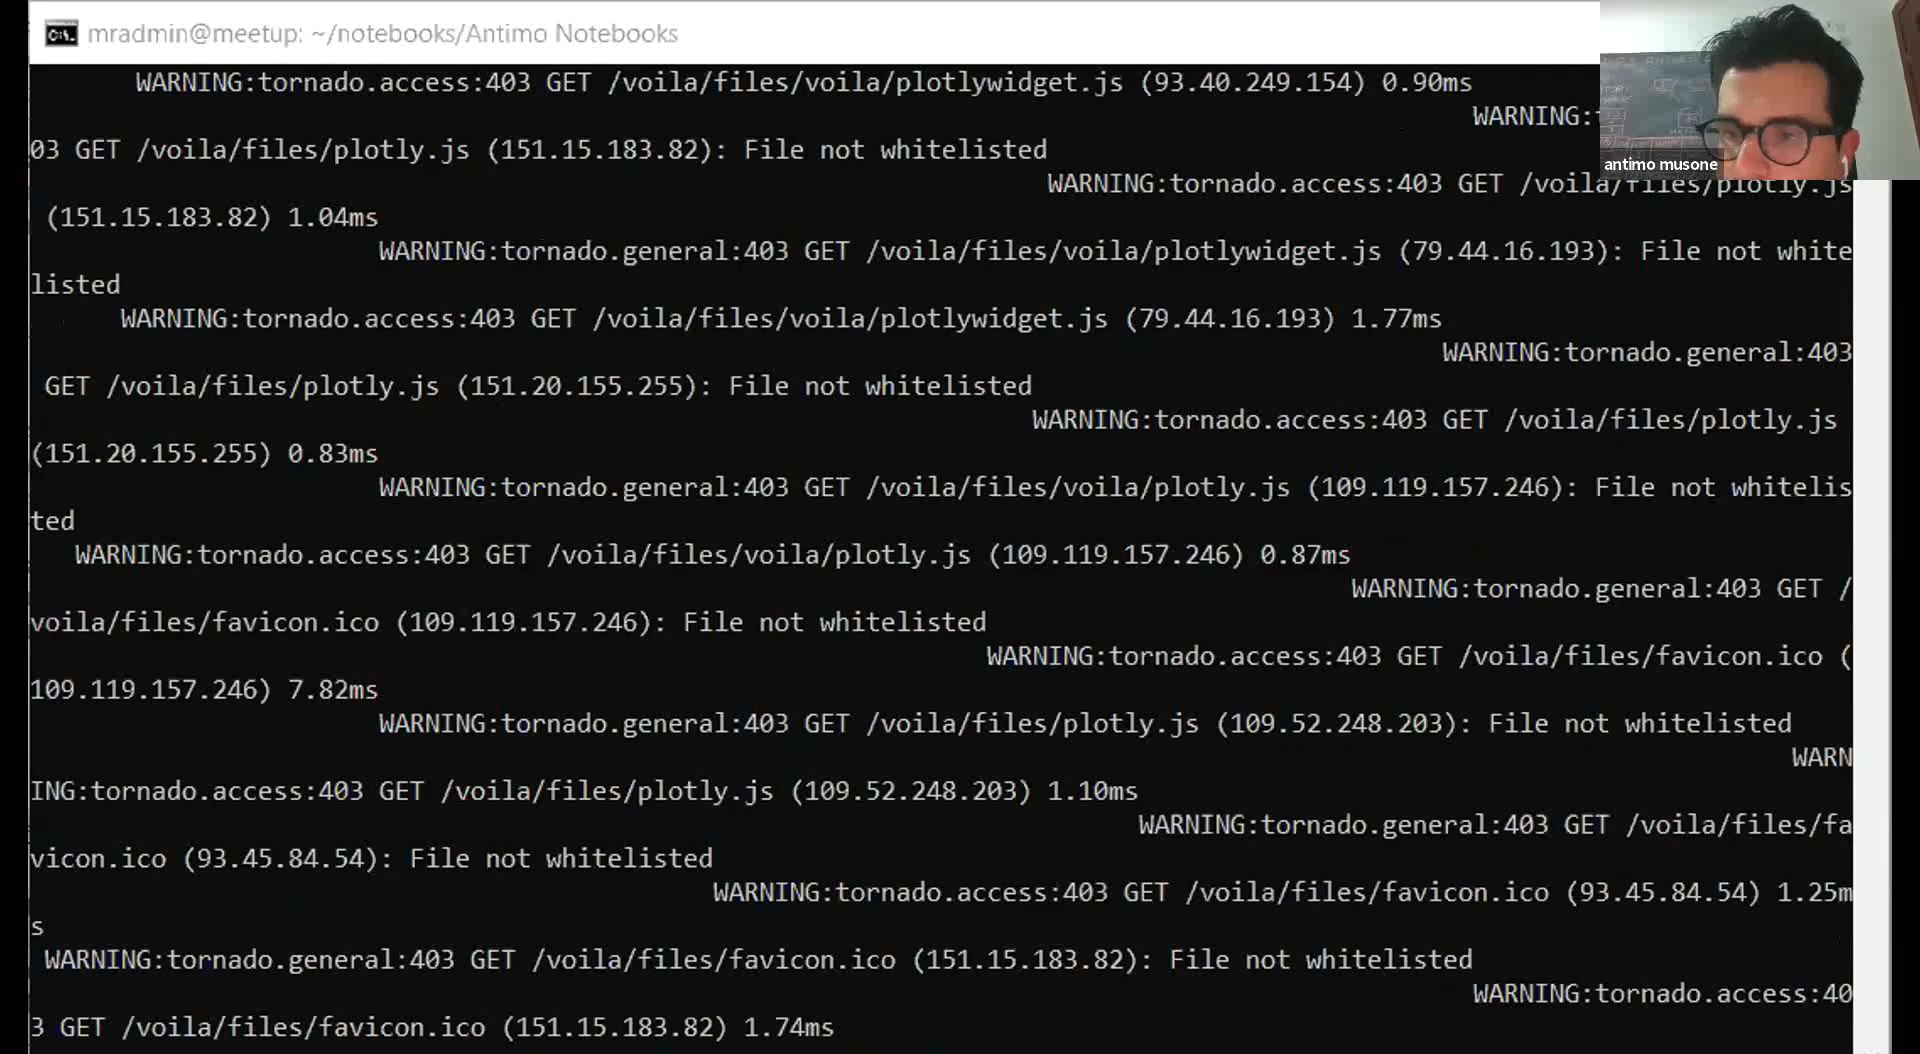 mradmin@meetup: ~/notebooks/Antimo Notebooks
WARNING:tornado.access:403 GET /voila/files/voila/plotlywidget.js (93.40.249.154) 0.90ms
WARNING:
antimo musone
03 GET /voila/files/plotly.js (151.15.183.82): File not whitelisted
WARNING:tornado.access:403 GET /voila/files/plotly.js
(151.15.183.82) 1.04ms
WARNING:tornado.general:403 GET /voila/files/voila/plotlywidget.js (79.44.16.193): File not white
listed
WARNING:tornado.access:403 GET /voila/files/voila/plotlywidget.js (79.44.16.193) 1.77ms
WARNING:tornado.general:403
GET /voila/files/plotly.js (151.20.155.255): File not whitelisted
WARNING:tornado.access:403 GET /voila/files/plotly.js
(151.20.155.255) 0.83ms
WARNING:tornado.general:403 GET /voila/files/voila/plotly.js (109.119.157.246): File not whitelis
ted
WARNING:tornado.access:403 GET /voila/files/voila/plotly.js (109.119.157.246) 0.87ms
WARNING:tornado.general:403 GET /
voila/files/favicon.ico (109.119.157.246): File not whitelisted
WARNING:tornado.access:403 GET /voila/files/favicon.ico (
109.119.157.246) 7.82ms
WARNING:tornado.general:403 GET /voila/files/plotly.js (109.52.248.203): File not whitelisted
WARN
ING:tornado.access:403 GET /voila/files/plotly.js (109.52.248.203) 1.10ms
WARNING:tornado.general:403 GET /voila/files/fa
vicon.ico (93.45.84.54): File not whitelisted
WARNING:tornado.access:403 GET /voila/files/favicon.ico (93.45.84.54) 1.25m
s
WARNING:tornado.general:403 GET /voila/files/favicon.ico (151.15.183.82): File not whitelisted
WARNING:tornado.access:40
3 GET /voila/files/favicon.ico (151.15.183.82) 1.74ms